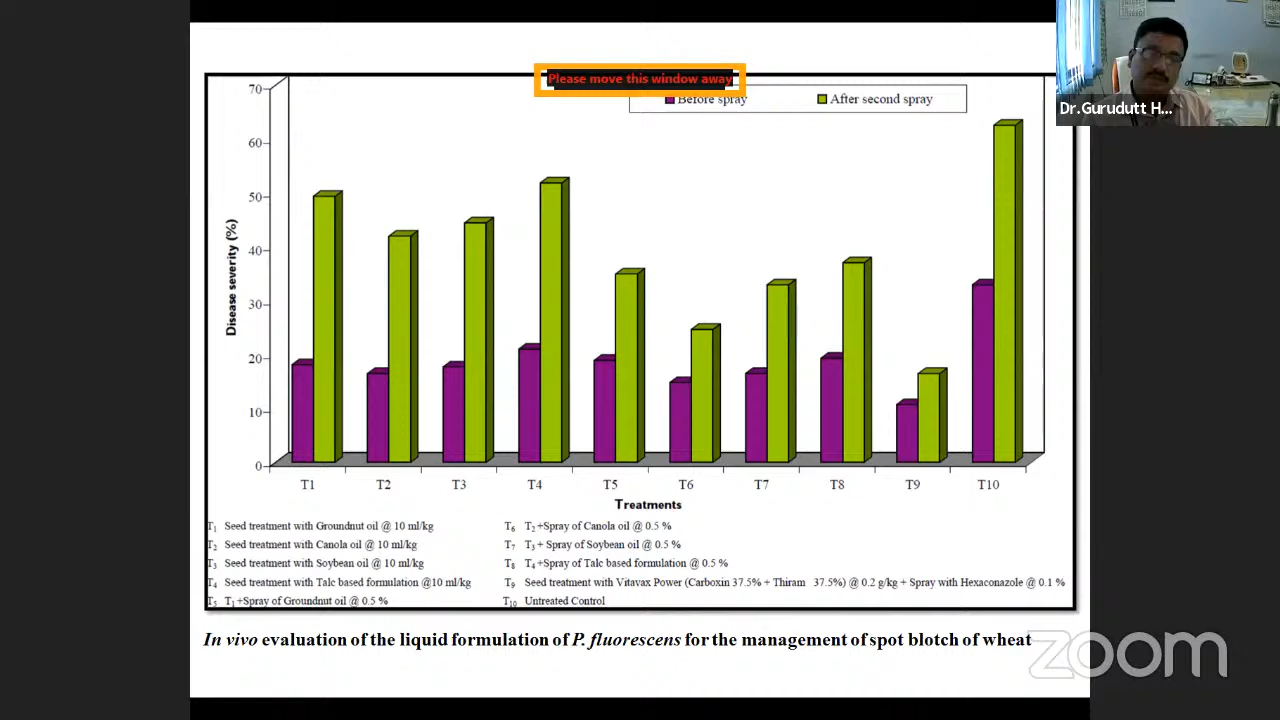 Please move this window away
Before spray
After second spray
Dr.Gurudutt H...
70
60
50
40
30
20
10
0
Disease severity (%)
T1 T2 T3 T4 T5 T6 T7 T8 T9 T10
Treatments
T1 Seed treatment with Groundnut oil @ 10 ml/kg
T2 Seed treatment with Canola oil @ 10 ml/kg
T3 Seed treatment with Soybean oil @ 10 ml/kg
T4 Seed treatment with Talc based formulation @10 ml/kg
T5 T1 +Spray of Groundnut oil @ 0.5 %
T6 T2 +Spray of Canola oil @ 0.5 %
T7 T3 + Spray of Soybean oil @ 0.5 %
T8 T4 +Spray of Talc based formulation @ 0.5 %
T9 Seed treatment with Vitavax Power (Carboxin 37.5% + Thiram 37.5%) @ 0.2 g/kg + Spray with Hexaconazole @ 0.1 %
T10 Untreated Control
In vivo evaluation of the liquid formulation of P. fluorescens for the management of spot blotch of wheat
zoom